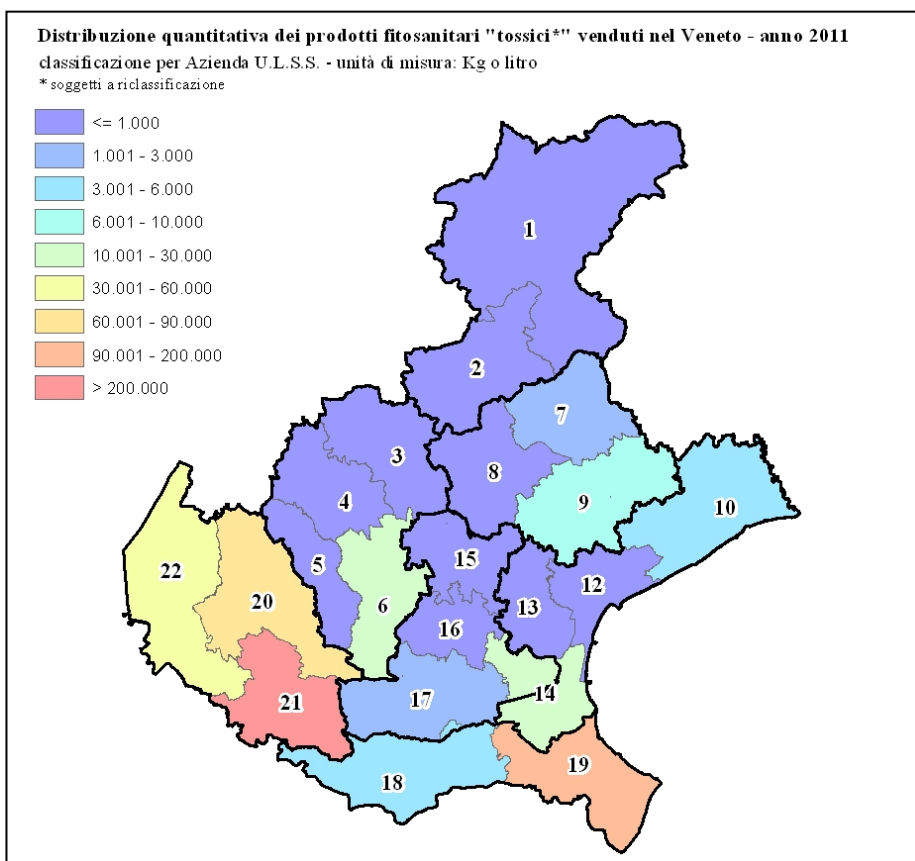 Distribuzione quantitativa dei prodotti fitosanitari "tossici*" venduti nel Veneto - anno 2011
classificazione per Azienda U.L.S.S. - unità di misura: Kg o litro
* soggetti a riclassificazione
<= 1.000
1.001 - 3.000
3.001 - 6.000
6.001 - 10.000
10.001 - 30.000
30.001 - 60.000
60.001 - 90.000
90.001 - 200.000
> 200.000
1
2
7
3
8
4
9
10
15
5
22
12
20
6
13
16
14
21
17
19
18